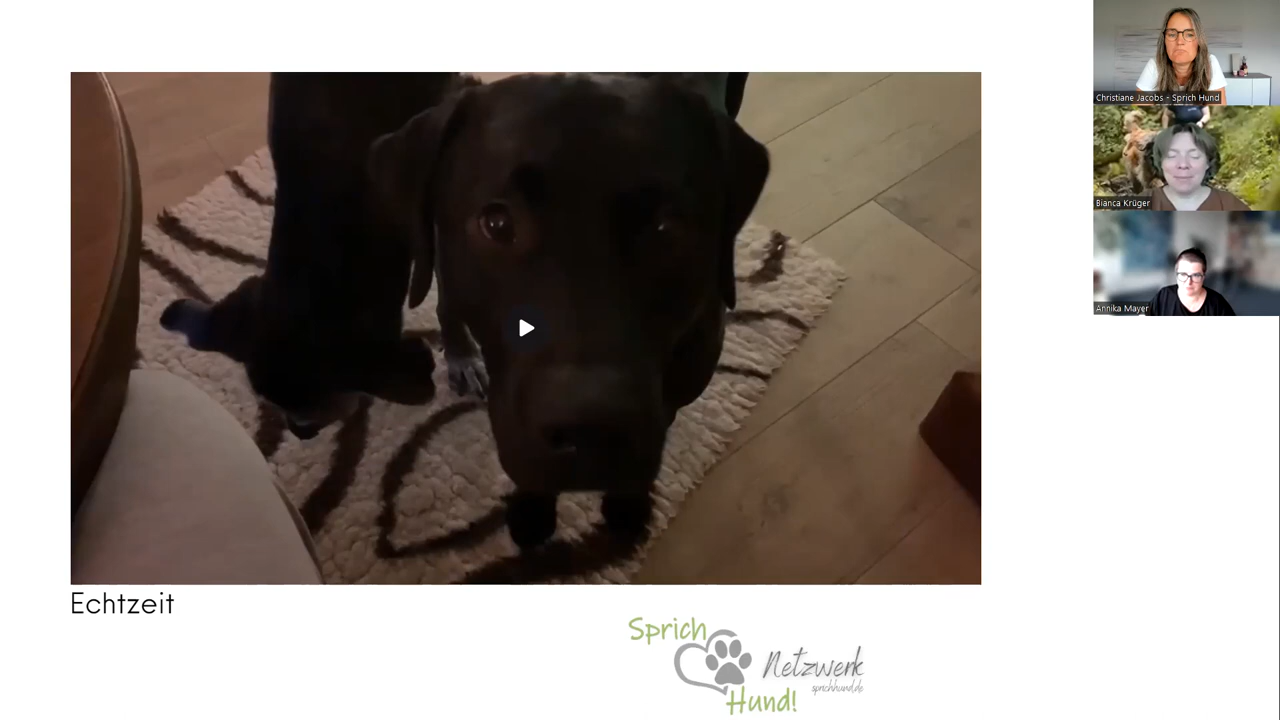 Christiane Jacobs - Sprich Hund
Bianca Krüger
Annika Mayer
Echtzeit
Sprich
Netzwerk
sprichhund.de
Hund!